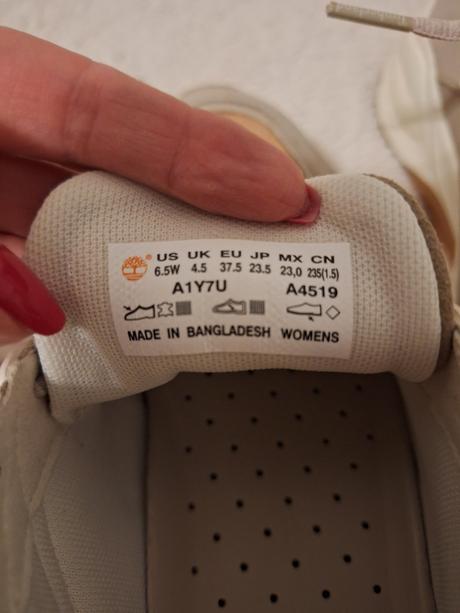 US UK EU JP MX CN
6.5W 4.5 37.5 23.5 23,0 235(1.5)
A1Y7U A4519
MADE IN BANGLADESH WOMENS